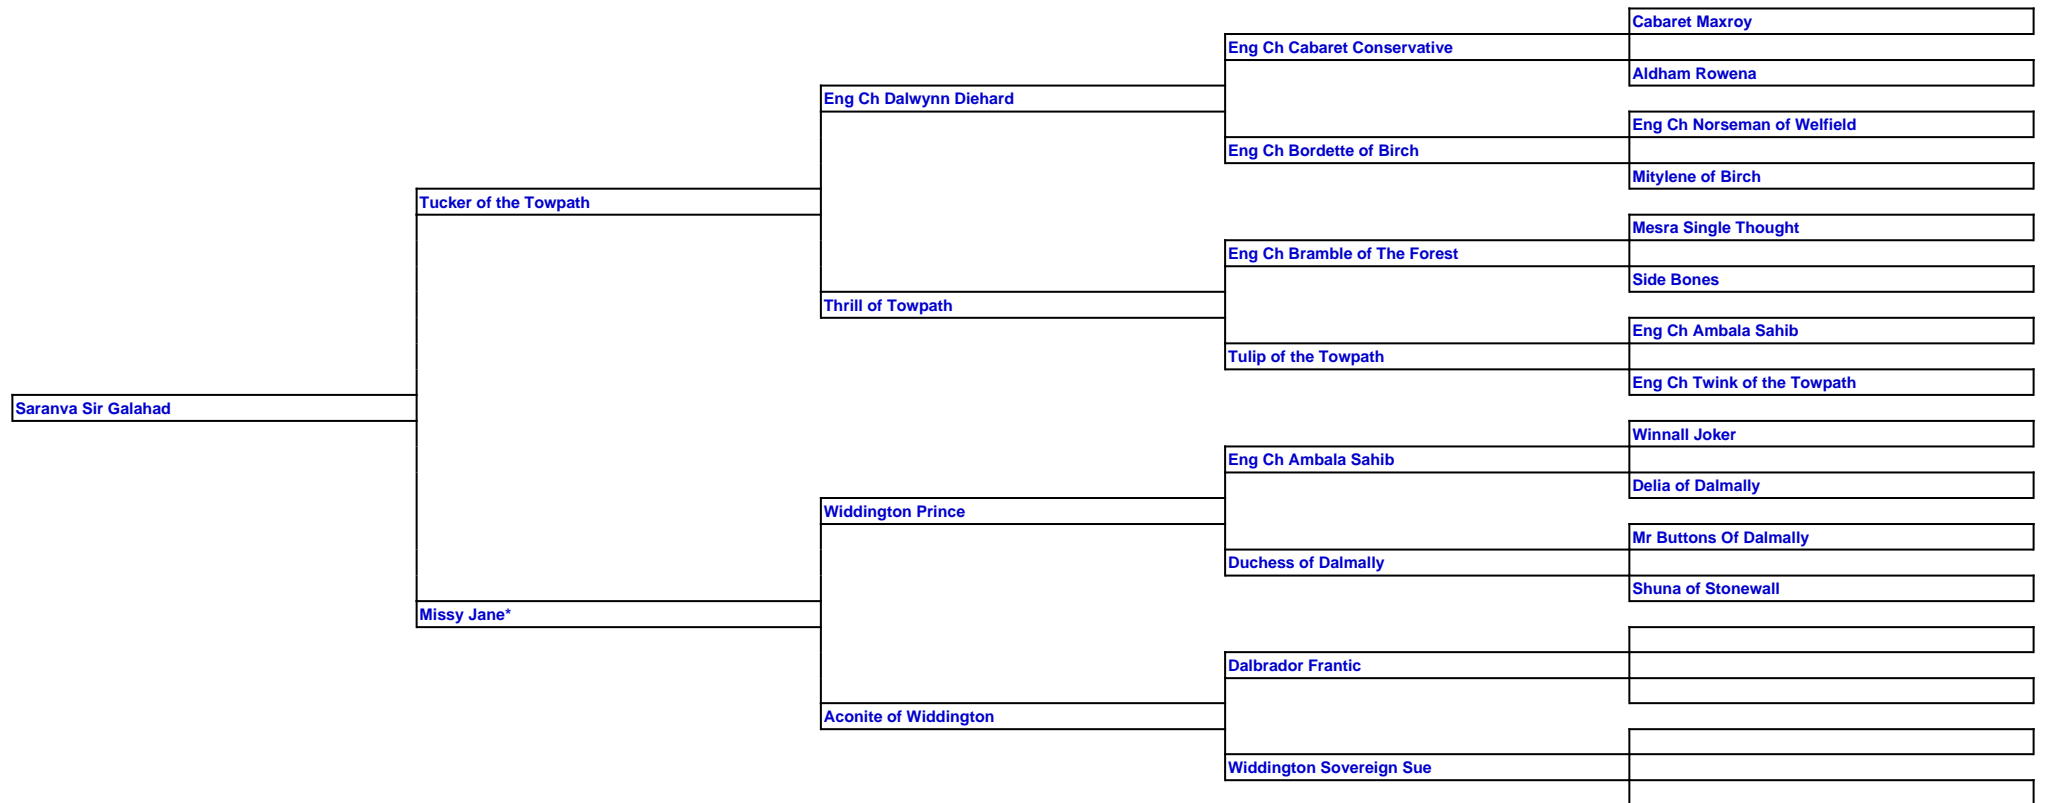 Cabaret Maxroy
Eng Ch Cabaret Conservative
Aldham Rowena
Eng Ch Dalwynn Diehard
Eng Ch Norseman of Welfield
Eng Ch Bordette of Birch
Mitylene of Birch
Tucker of the Towpath
Mesra Single Thought
Eng Ch Bramble of The Forest
Side Bones
Thrill of Towpath
Eng Ch Ambala Sahib
Tulip of the Towpath
Eng Ch Twink of the Towpath
Saranva Sir Galahad
Winnall Joker
Eng Ch Ambala Sahib
Delia of Dalmally
Widdington Prince
Mr Buttons Of Dalmally
Duchess of Dalmally
Shuna of Stonewall
Missy Jane*
Dalbrador Frantic
Aconite of Widdington
Widdington Sovereign Sue